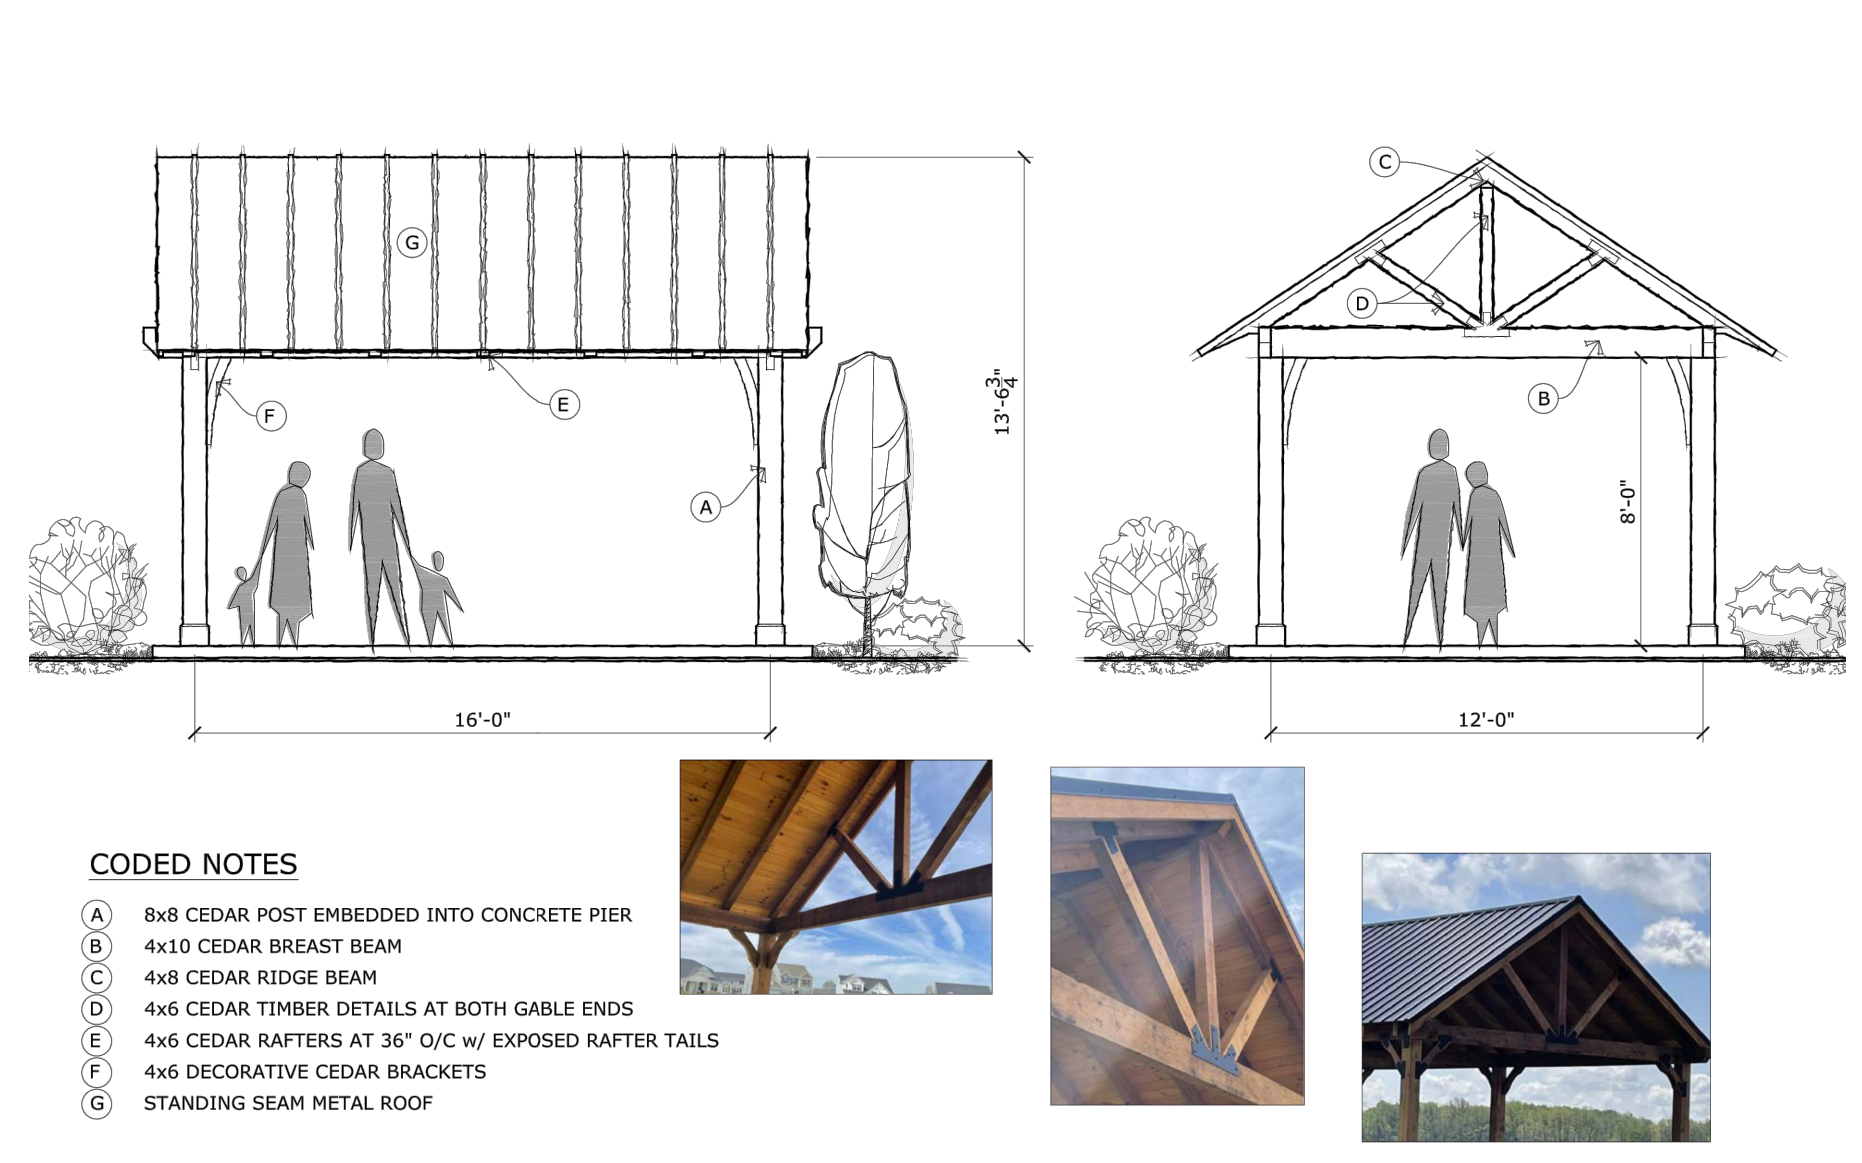 C
G
D
13'-6 3/4"
E
B
F
A
8'-0"
16'-0"
12'-0"
CODED NOTES
A 8x8 CEDAR POST EMBEDDED INTO CONCRETE PIER
B 4x10 CEDAR BREAST BEAM
C 4x8 CEDAR RIDGE BEAM
D 4x6 CEDAR TIMBER DETAILS AT BOTH GABLE ENDS
E 4x6 CEDAR RAFTERS AT 36" O/C w/ EXPOSED RAFTER TAILS
F 4x6 DECORATIVE CEDAR BRACKETS
G STANDING SEAM METAL ROOF